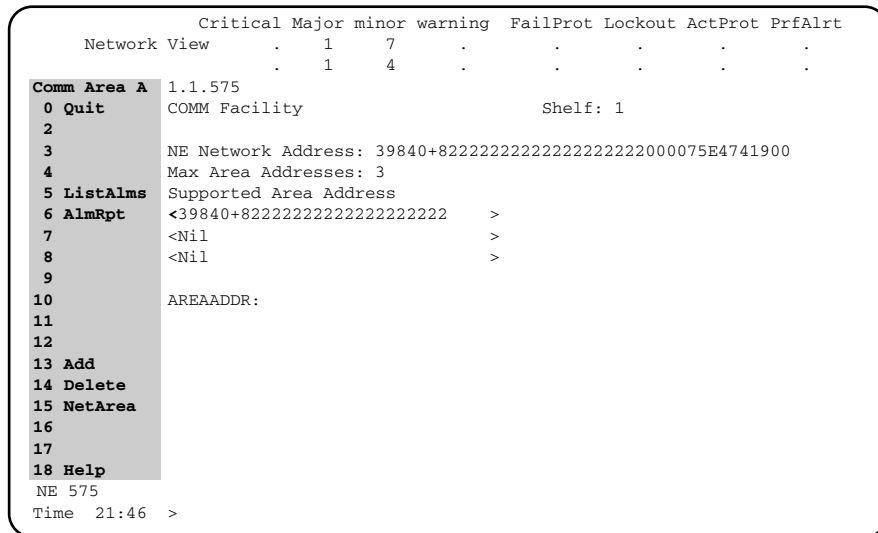 Critical Major minor warning FailProt Lockout ActProt PrfAlrt
Network View . 1 7 . . . . .
. 1 4 . . . . .
Comm Area A 1.1.575
0 Quit COMM Facility Shelf: 1
2
3 NE Network Address: 39840+82222222222222222222000075E4741900
4 Max Area Addresses: 3
5 ListAlms Supported Area Address
6 AlmRpt <39840+82222222222222222222 >
7 <Nil >
8 <Nil >
9
10 AREAADDR:
11
12
13 Add
14 Delete
15 NetArea
16
17
18 Help
NE 575
Time 21:46 >